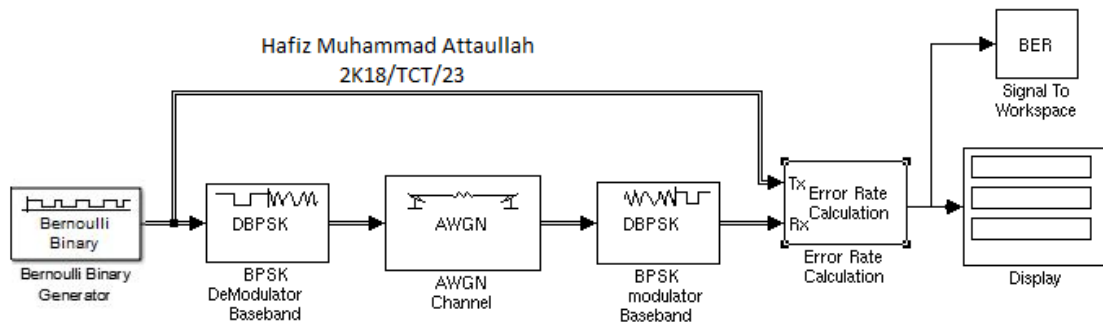 Hafiz Muhammad Attaullah
2K18/TCT/23
BER
Signal To
Workspace
Bernoulli
Binary
Bernoulli Binary
Generator
DBPSK
BPSK
DeModulator
Baseband
AWGN
AWGN
Channel
DBPSK
BPSK
modulator
Baseband
Tx
Rx
Error Rate
Calculation
Error Rate
Calculation
Display